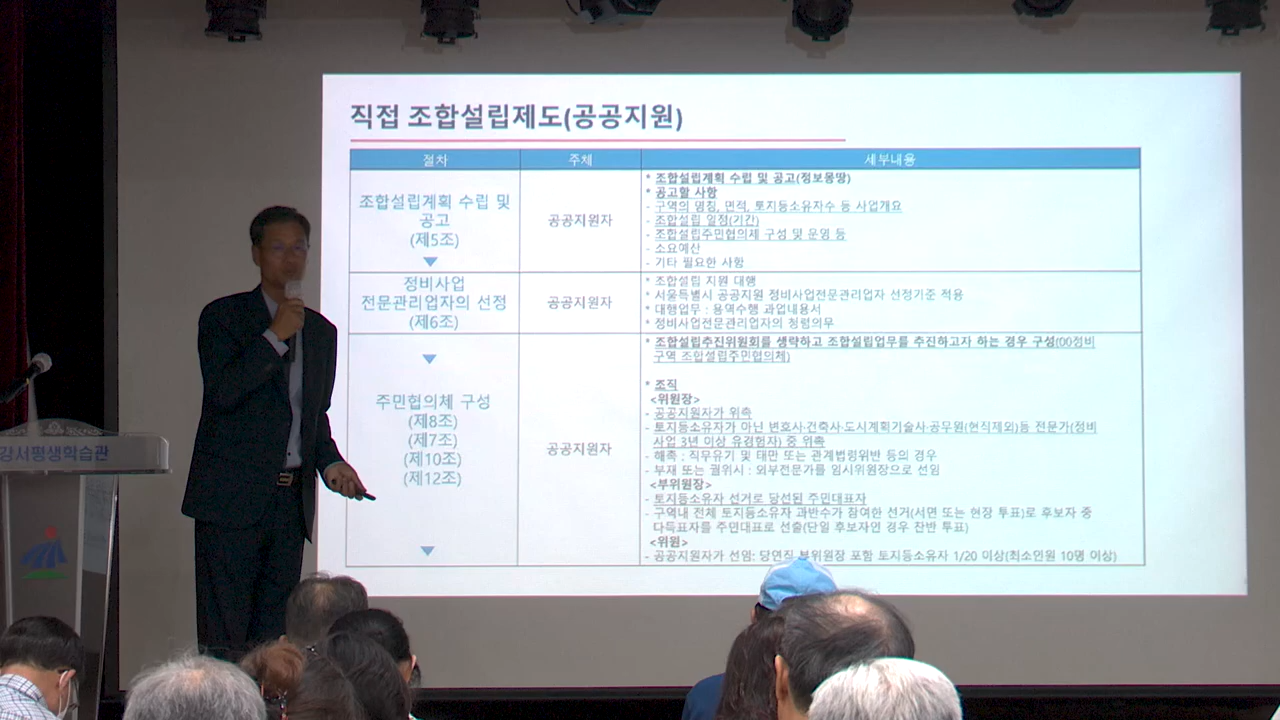 직접 조합설립제도(공공지원)
절차 주체 세부내용
조합설립계획 수립 및
공고
(제5조)
공공지원자
* 조합설립계획 수립 및 공고(정보몽땅)
* 공고할 사항
- 구역의 명칭, 면적, 토지등소유자수 등 사업개요
- 조합설립 일정(기간)
- 조합설립주민협의체 구성 및 운영 등
- 소요예산
- 기타 필요한 사항
정비사업
전문관리업자의 선정
(제6조)
공공지원자
* 조합설립 지원 대행
* 서울특별시 공공지원 정비사업전문관리업자 선정기준 적용
* 대행업무 : 용역수행 과업내용서
* 정비사업전문관리업자의 청렴의무
주민협의체 구성
(제8조)
(제7조)
(제10조)
(제12조)
공공지원자
* 조합설립추진위원회를 생략하고 조합설립업무를 추진하고자 하는 경우 구성(00정비
구역 조합설립주민협의체)
* 조직
<위원장>
- 공공지원자가 위촉
- 토지등소유자가 아닌 변호사·건축사·도시계획기술사·공무원(현직제외)등 전문가(정비
사업 3년 이상 유경험자) 중 위촉
- 해촉 : 직무유기 및 태만 또는 관계법령위반 등의 경우
- 부재 또는 궐위시 : 외부전문가를 임시위원장으로 선임
<부위원장>
- 토지등소유자 선거로 당선된 주민대표자
- 구역내 전체 토지등소유자 과반수가 참여한 선거(서면 또는 현장 투표)로 후보자 중
다득표자를 주민대표로 선출(단일 후보자인 경우 찬반 투표)
<위원>
- 공공지원자가 선임: 당연직 부위원장 포함 토지등소유자 1/20 이상(최소인원 10명 이상)
강서평생학습관